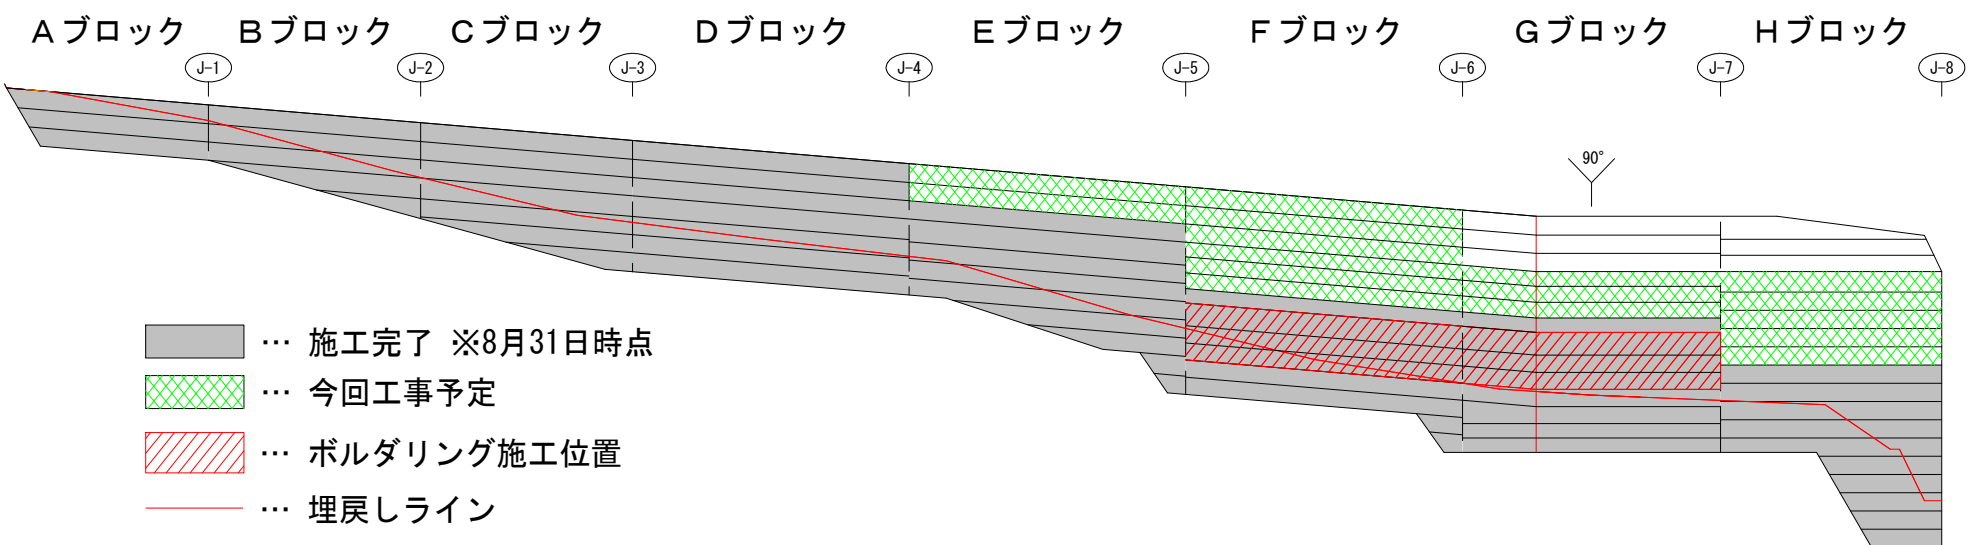 Aブロック Bブロック Cブロック Dブロック Eブロック Fブロック Gブロック Hブロック
J-1 J-2 J-3 J-4 J-5 J-6 J-7 J-8
90°
… 施工完了 ※8月31日時点
… 今回工事予定
… ボルダリング施工位置
… 埋戻しライン